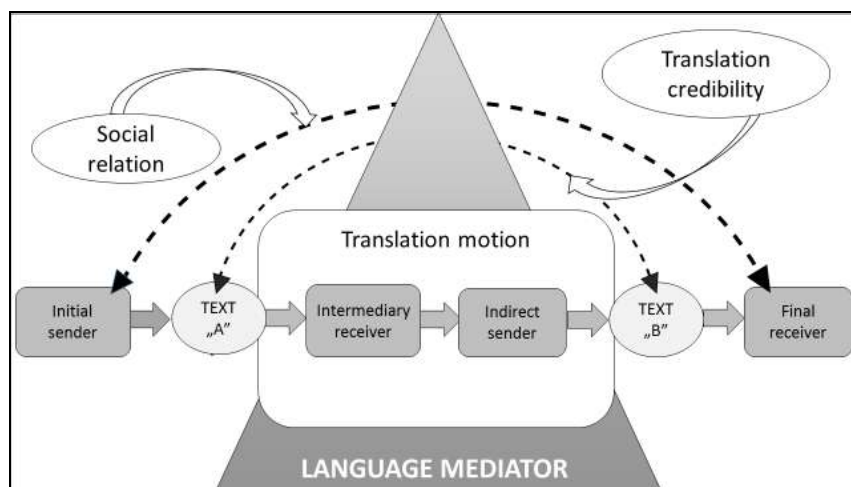 Translation
credibility
Social
relation
Translation motion
Initial
sender
TEXT
„A”
Intermediary
receiver
Indirect
sender
TEXT
„B”
Final
receiver
LANGUAGE MEDIATOR